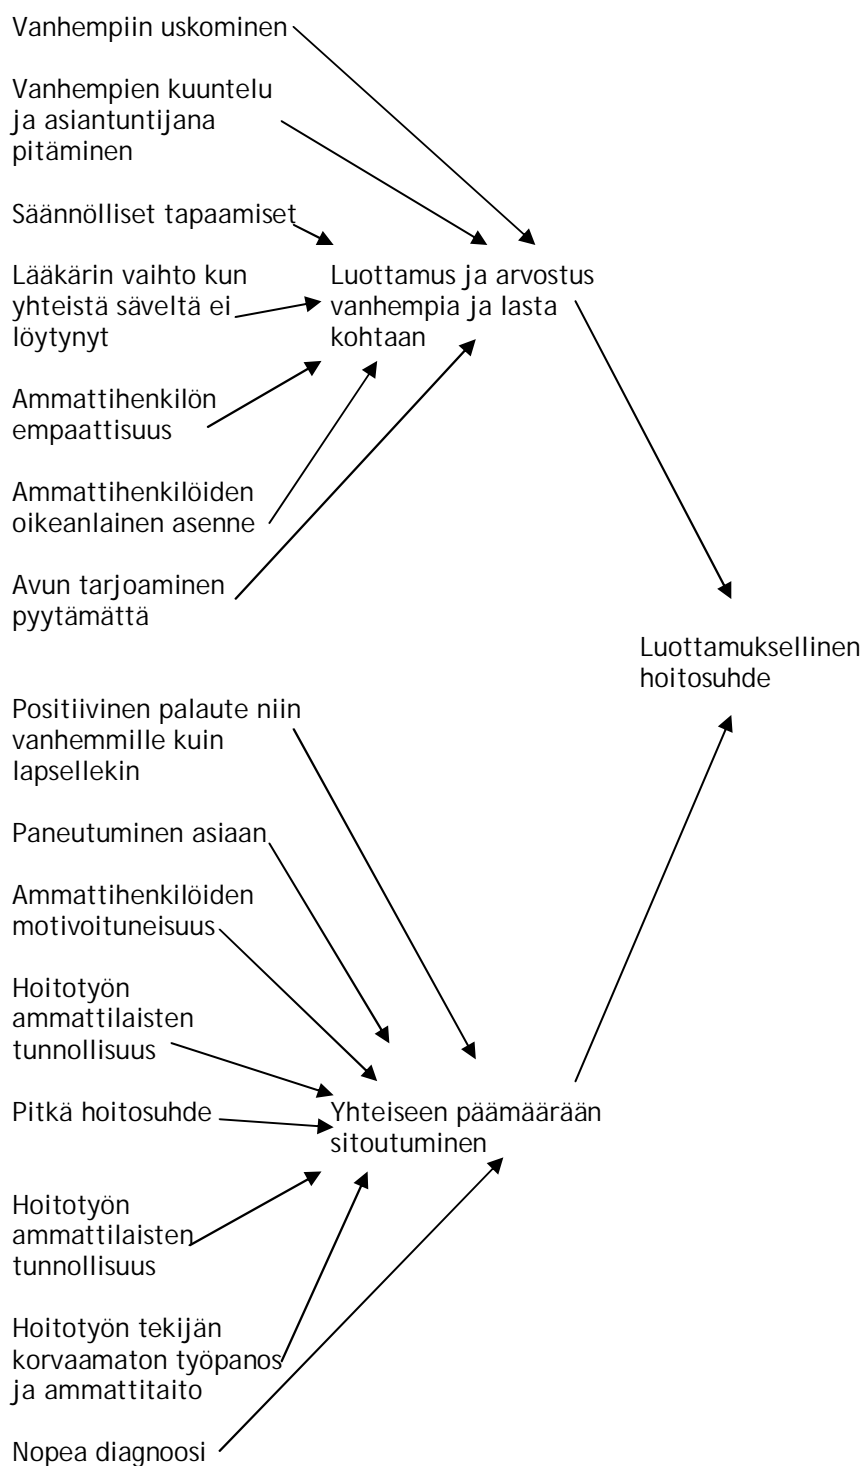 Vanhempiin uskominen
Vanhempien kuuntelu
ja asiantuntijana
pitäminen
Säännölliset tapaamiset
Lääkärin vaihto kun
yhteistä säveltä ei
löytynyt
Luottamus ja arvostus
vanhempia ja lasta
kohtaan
Ammattihenkilön
empaattisuus
Ammattihenkilöiden
oikeanlainen asenne
Avun tarjoaminen
pyytämättä
Luottamuksellinen
hoitosuhde
Positiivinen palaute niin
vanhemmille kuin
lapsellekin
Paneutuminen asiaan
Ammattihenkilöiden
motivoituneisuus
Hoitotyön
ammattilaisten
tunnollisuus
Pitkä hoitosuhde
Yhteiseen päämäärään
sitoutuminen
Hoitotyön
ammattilaisten
tunnollisuus
Hoitotyön tekijän
korvaamaton työpanos
ja ammattitaito
Nopea diagnoosi